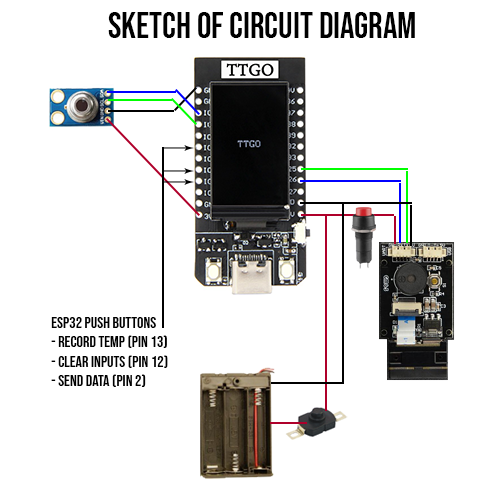 SKETCH OF CIRCUIT DIAGRAM
TTGO
TTGO
ESP32 PUSH BUTTONS
- RECORD TEMP (PIN 13)
- CLEAR INPUTS (PIN 12)
- SEND DATA (PIN 2)